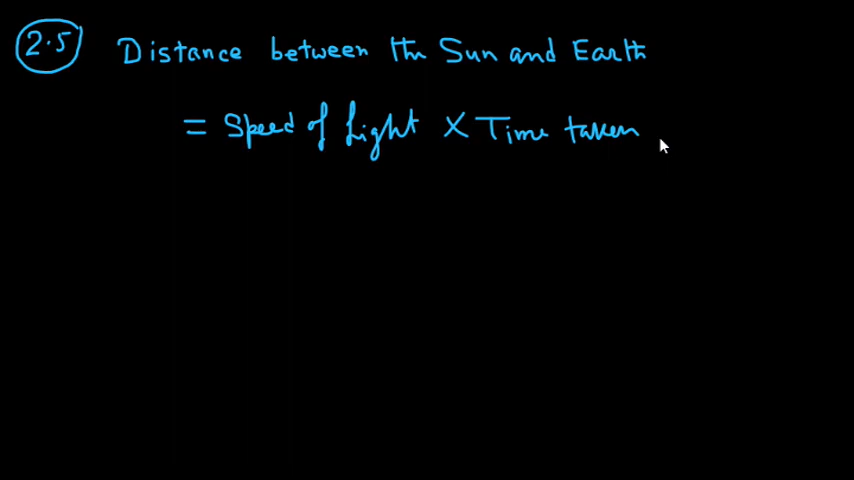 2.5 Distance between the Sun and Earth
= Speed of Light × Time taken